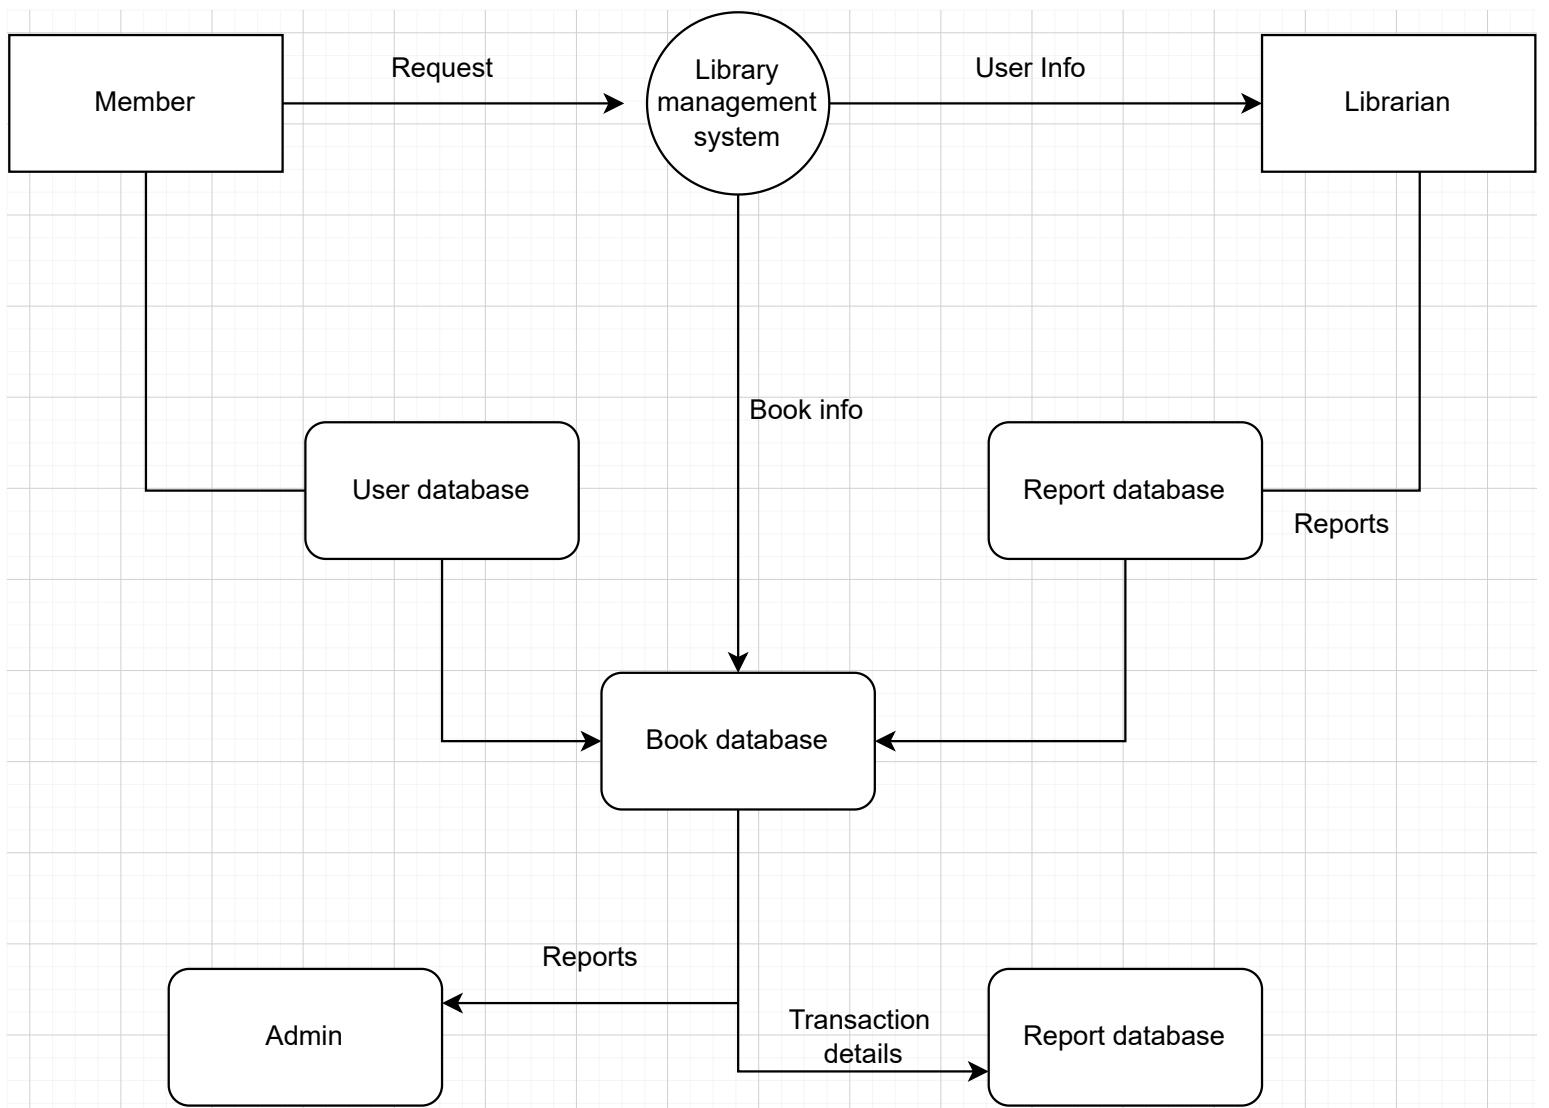 Request
User Info
Member
Library
management
system
Librarian
Book info
User database
Report database
Reports
Book database
Reports
Transaction
details
Admin
Report database